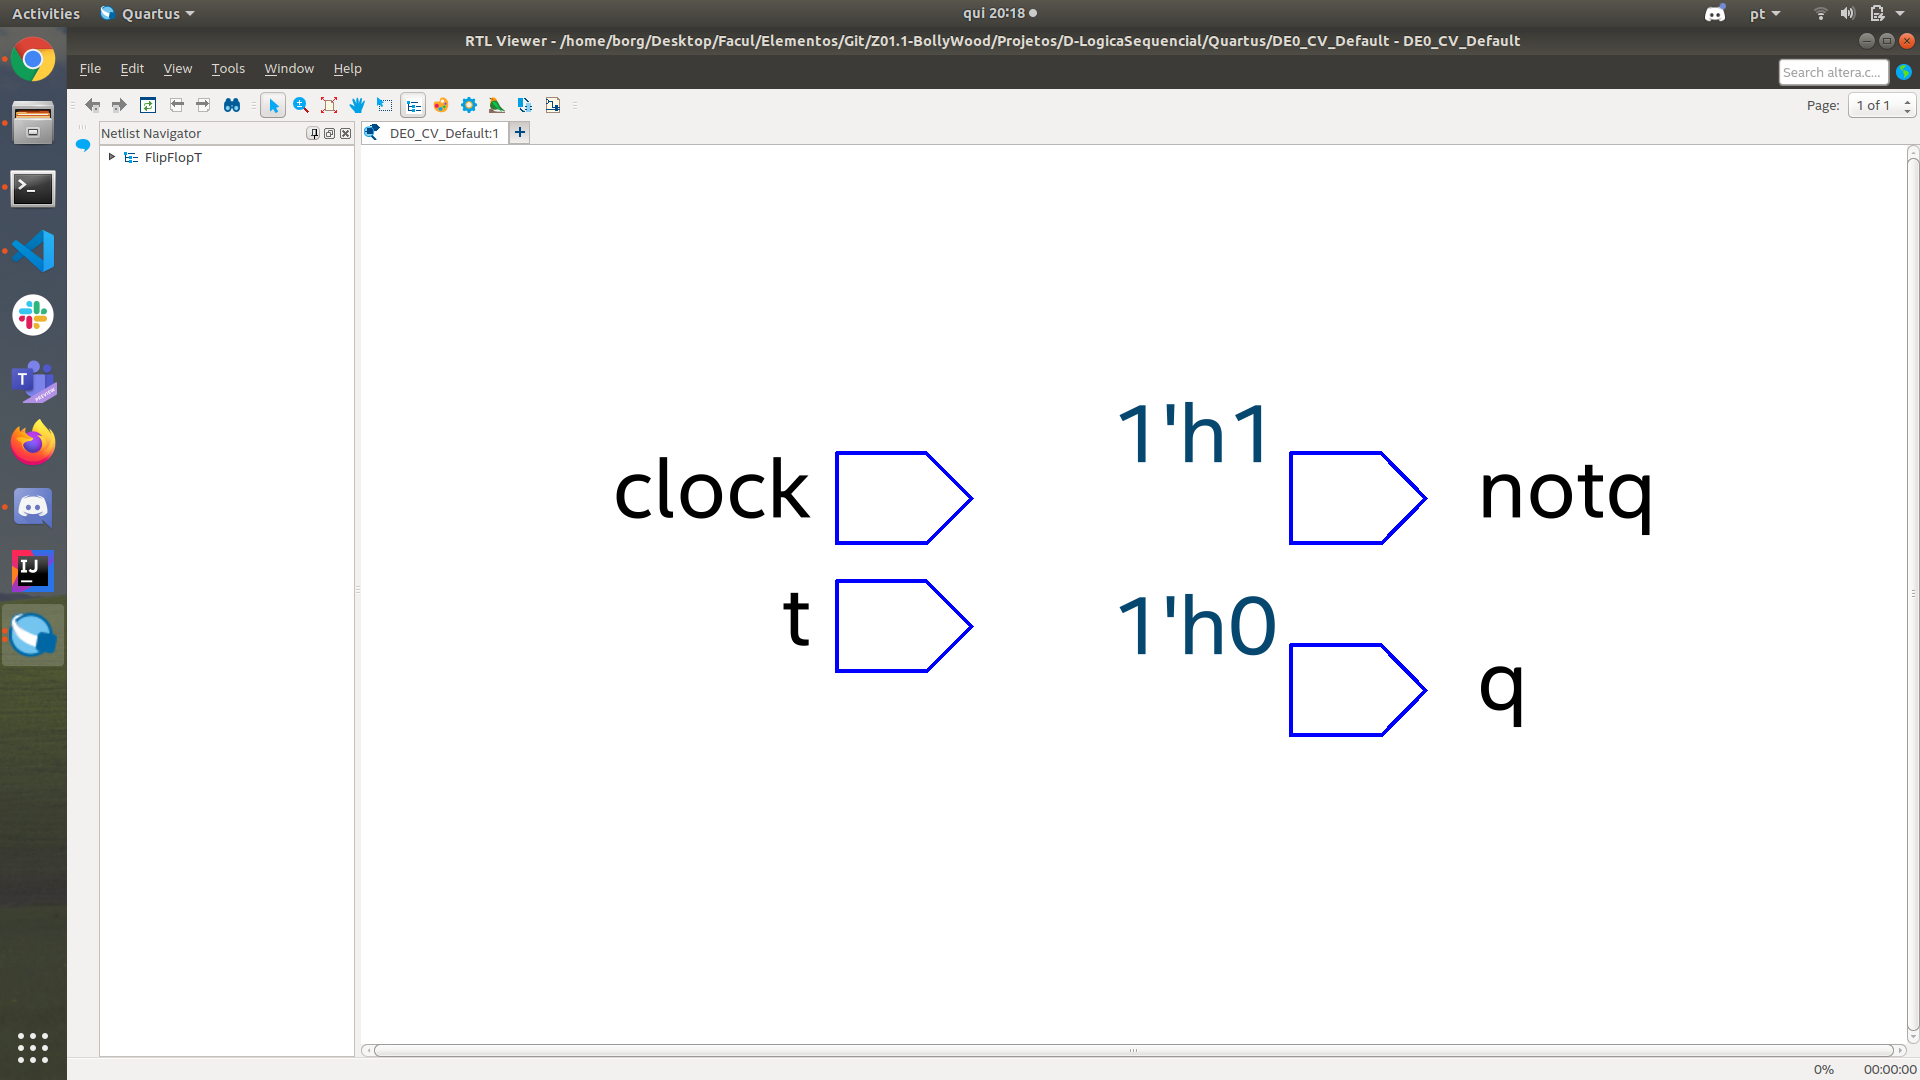 Activities
Quartus
qui 20:18
pt
RTL Viewer - /home/borg/Desktop/Facul/Elementos/Git/Z01.1-BollyWood/Projetos/D-LogicaSequencial/Quartus/DE0_CV_Default - DE0_CV_Default
File Edit View Tools Window Help
Search altera.c...
Page: 1 of 1
Netlist Navigator
DE0_CV_Default:1
FlipFlopT
1'h1
clock
notq
t
1'h0
q
T
PREVIEW
IJ
0% 00:00:00